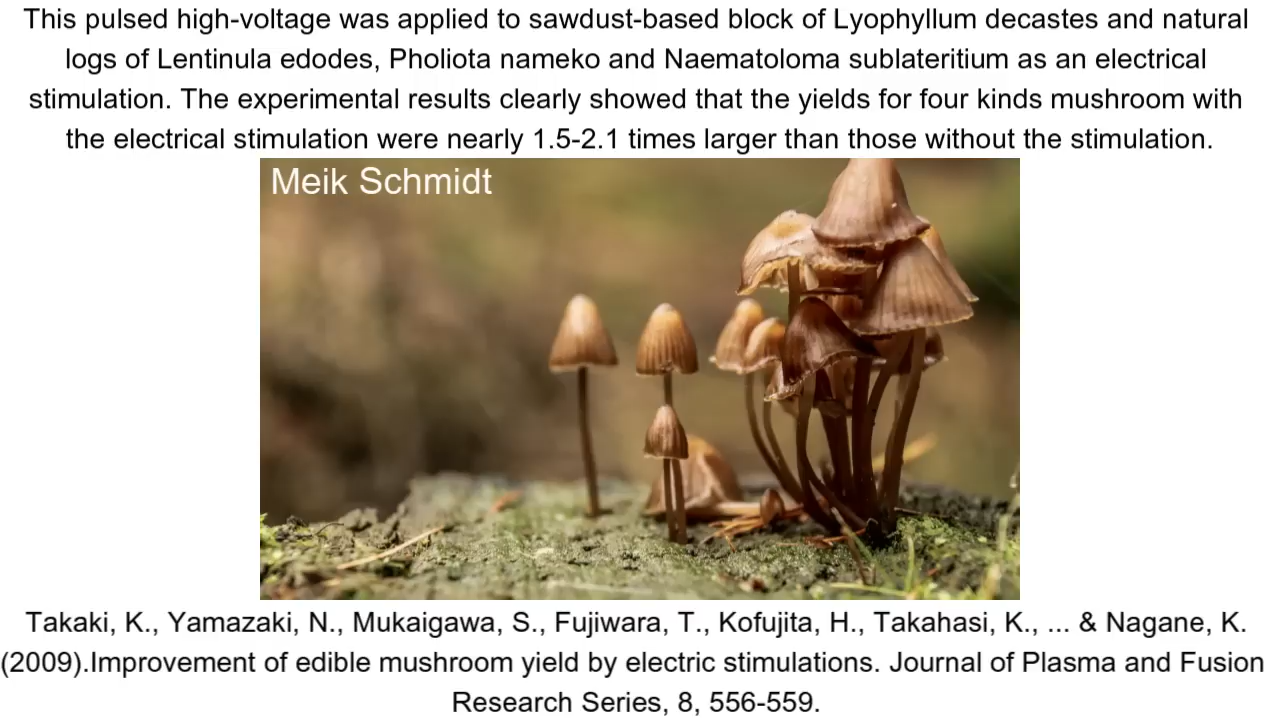 This pulsed high-voltage was applied to sawdust-based block of Lyophyllum decastes and natural
logs of Lentinula edodes, Pholiota nameko and Naematoloma sublateritium as an electrical
stimulation. The experimental results clearly showed that the yields for four kinds mushroom with
the electrical stimulation were nearly 1.5-2.1 times larger than those without the stimulation.
Meik Schmidt
Takaki, K., Yamazaki, N., Mukaigawa, S., Fujiwara, T., Kofujita, H., Takahasi, K., ... & Nagane, K.
(2009).Improvement of edible mushroom yield by electric stimulations. Journal of Plasma and Fusion
Research Series, 8, 556-559.